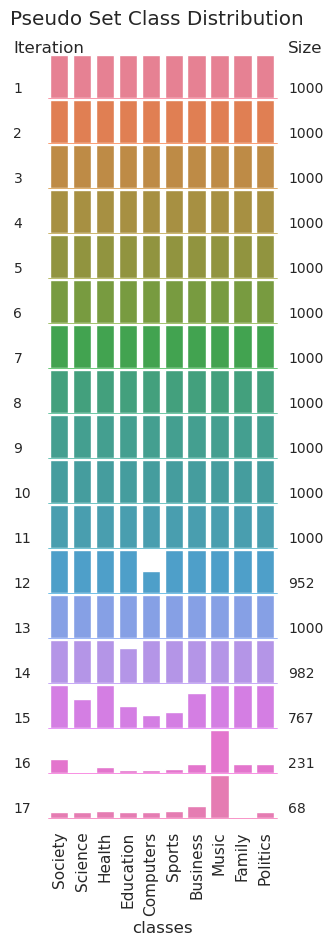 Pseudo Set Class Distribution
Iteration Size
1 1000
2 1000
3 1000
4 1000
5 1000
6 1000
7 1000
8 1000
9 1000
10 1000
11 1000
12 952
13 1000
14 982
15 767
16 231
17 68
Society
Science
Health
Education
Computers
Sports
Business
Music
Family
Politics
classes